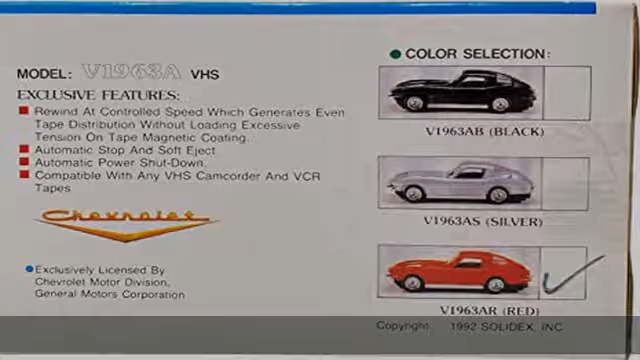 MODEL: V1963A VHS
EXCLUSIVE FEATURES:
Rewind At Controlled Speed Which Generates Even
Tape Distribution Without Loading Excessive
Tension On Tape Magnetic Coating.
Automatic Stop And Soft Eject
Automatic Power Shut-Down.
Compatible With Any VHS Camcorder And VCR
Tapes
Chevrolet
Exclusively Licensed By
Chevrolet Motor Division,
General Motors Corporation
COLOR SELECTION:
V1963AB (BLACK)
V1963AS (SILVER)
V1963AR (RED)
Copyright 1992 SOLIDEX, INC